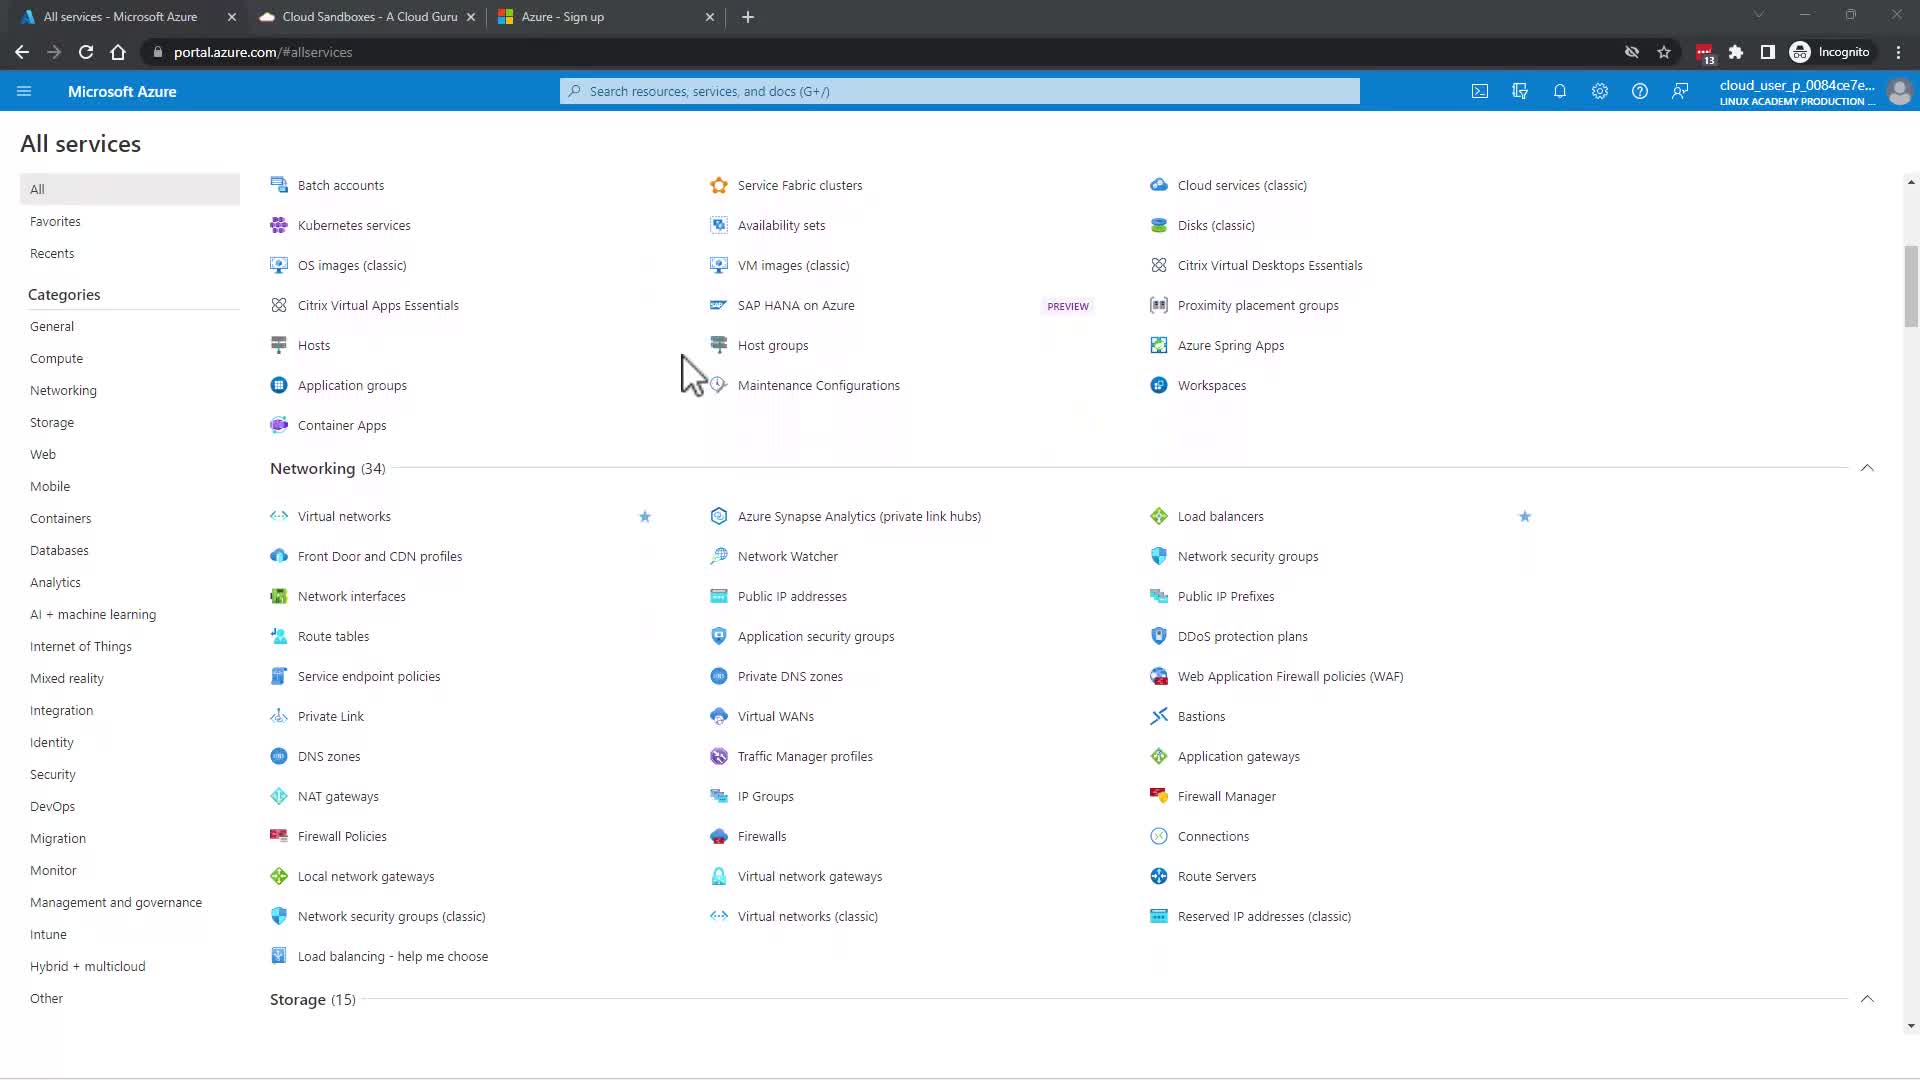 All services - Microsoft Azure
Cloud Sandboxes - A Cloud Guru
Azure - Sign up
portal.azure.com/#allservices
13
Incognito
Microsoft Azure
Search resources, services, and docs (G+/)
cloud_user_p_0084ce7e...
LINUX ACADEMY PRODUCTION ...
All services
All
Favorites
Recents
Categories
General
Compute
Networking
Storage
Web
Mobile
Containers
Databases
Analytics
AI + machine learning
Internet of Things
Mixed reality
Integration
Identity
Security
DevOps
Migration
Monitor
Management and governance
Intune
Hybrid + multicloud
Other
Batch accounts
Service Fabric clusters
Cloud services (classic)
Kubernetes services
Availability sets
Disks (classic)
OS images (classic)
VM images (classic)
Citrix Virtual Desktops Essentials
Citrix Virtual Apps Essentials
SAP HANA on Azure
PREVIEW
Proximity placement groups
Hosts
Host groups
Azure Spring Apps
Application groups
Maintenance Configurations
Workspaces
Container Apps
Networking (34)
Virtual networks
Azure Synapse Analytics (private link hubs)
Load balancers
Front Door and CDN profiles
Network Watcher
Network security groups
Network interfaces
Public IP addresses
Public IP Prefixes
Route tables
Application security groups
DDoS protection plans
Service endpoint policies
Private DNS zones
Web Application Firewall policies (WAF)
Private Link
Virtual WANs
Bastions
DNS zones
Traffic Manager profiles
Application gateways
NAT gateways
IP Groups
Firewall Manager
Firewall Policies
Firewalls
Connections
Local network gateways
Virtual network gateways
Route Servers
Network security groups (classic)
Virtual networks (classic)
Reserved IP addresses (classic)
Load balancing - help me choose
Storage (15)